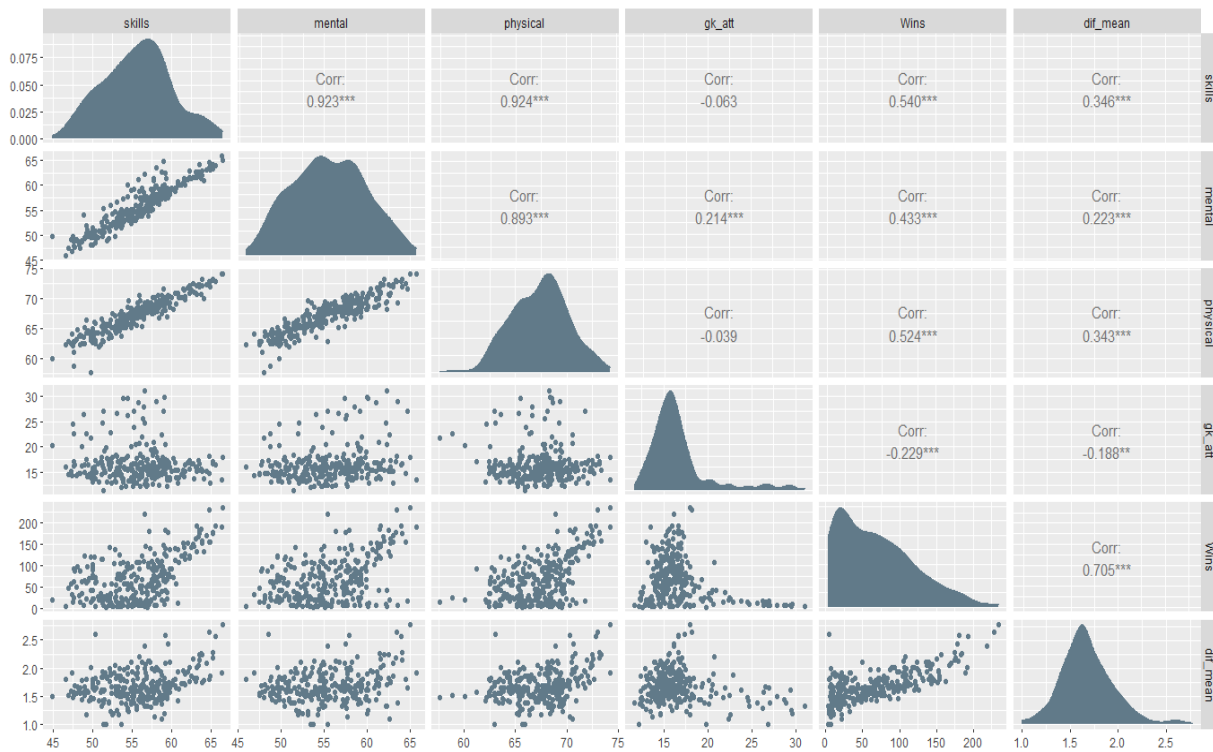 skills mental physical gk_att Wins dif_mean
0.075
0.050
0.025
0.000
Corr:
0.923***
Corr:
0.924***
Corr:
-0.063
Corr:
0.540***
Corr:
0.346***
skills
65
60
55
50
45
Corr:
0.893***
Corr:
0.214***
Corr:
0.433***
Corr:
0.223***
mental
75
70
65
60
Corr:
-0.039
Corr:
0.524***
Corr:
0.343***
physical
30
25
20
15
Corr:
-0.229***
Corr:
-0.188**
gk_att
200
150
100
50
0
Corr:
0.705***
Wins
2.5
2.0
1.5
1.0
dif_mean
45 50 55 60 65 45 50 55 60 65 60 65 70 75 15 20 25 30 0 50 100 150 200 1.0 1.5 2.0 2.5